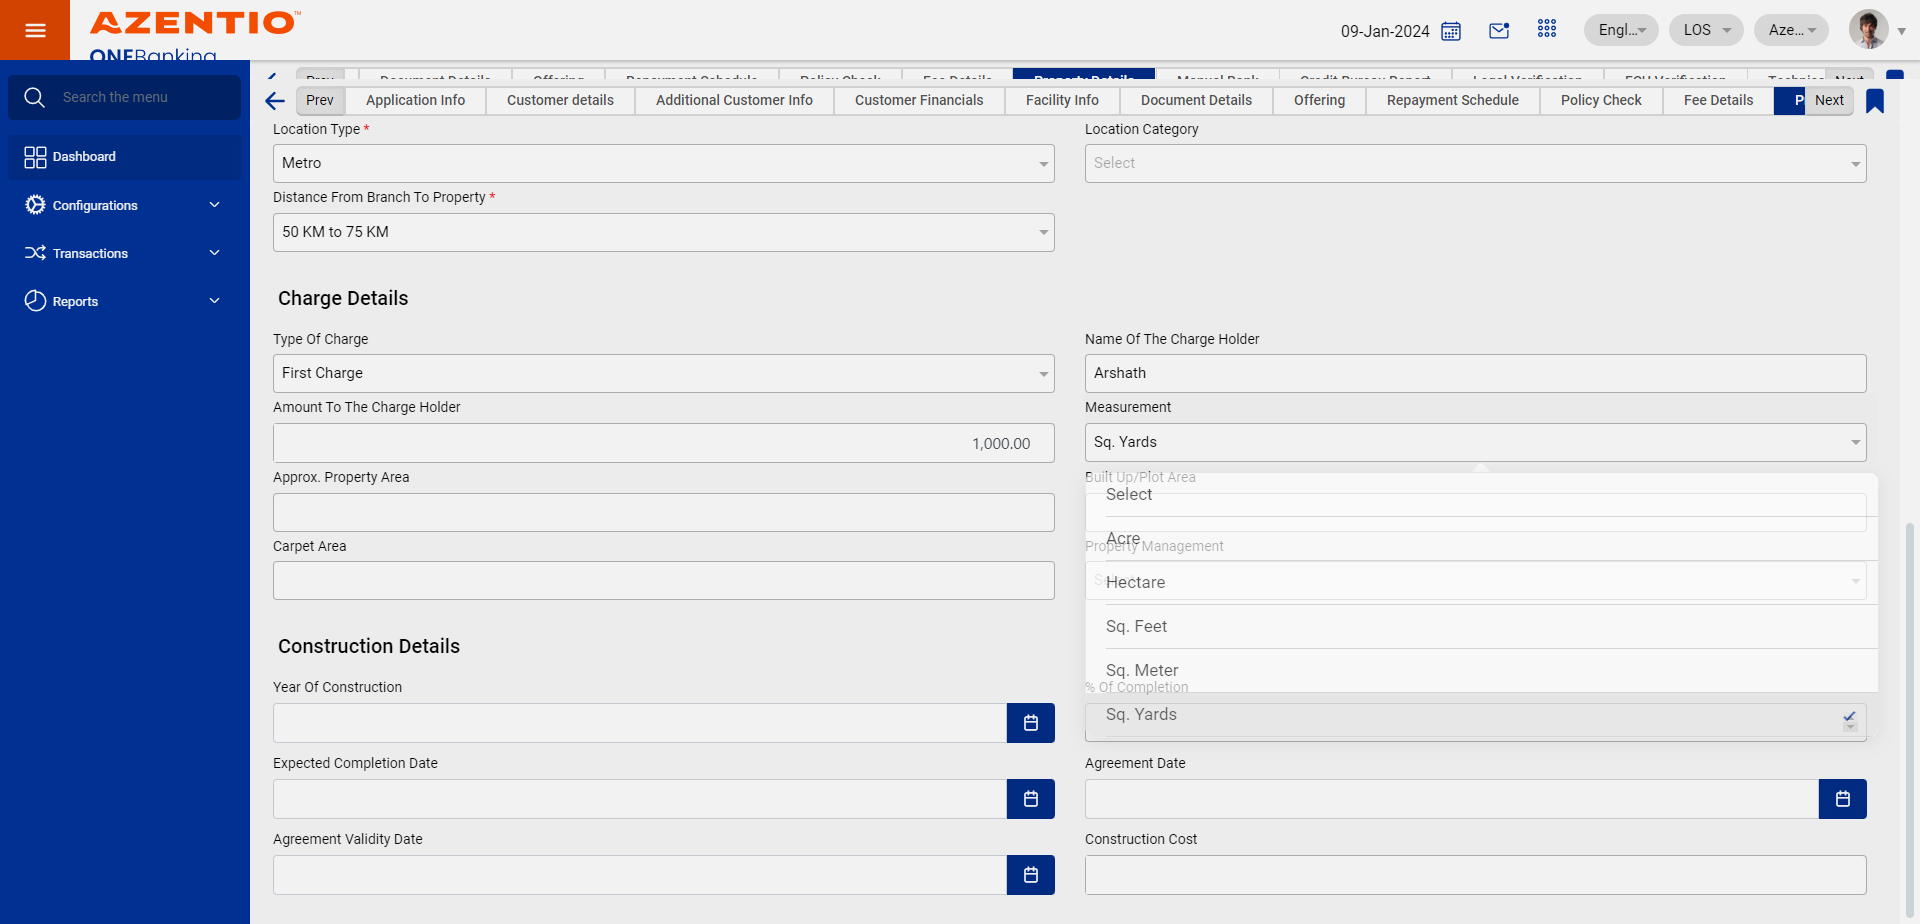 AZENTIO™
ONEBanking
09-Jan-2024
Engl...
LOS
Aze...
Search the menu
Dashboard
Configurations
Transactions
Reports
Prev
Document Details
Offering
Repayment Schedule
Policy Check
Fee Details
Property Details
Manual Bank
Credit Bureau Report
Legal Verification
FCU Verification
Technical
Next
Prev
Application Info
Customer details
Additional Customer Info
Customer Financials
Facility Info
Document Details
Offering
Repayment Schedule
Policy Check
Fee Details
P
Next
Location Type *
Location Category
Metro
Select
Distance From Branch To Property *
50 KM to 75 KM
Charge Details
Type Of Charge
Name Of The Charge Holder
First Charge
Arshath
Amount To The Charge Holder
Measurement
1,000.00
Sq. Yards
Approx. Property Area
Built Up/Plot Area
Select
Acre
Carpet Area
Property Management
Hectare
Sq. Feet
Construction Details
Sq. Meter
Year Of Construction
% Of Completion
Sq. Yards
Expected Completion Date
Agreement Date
Agreement Validity Date
Construction Cost